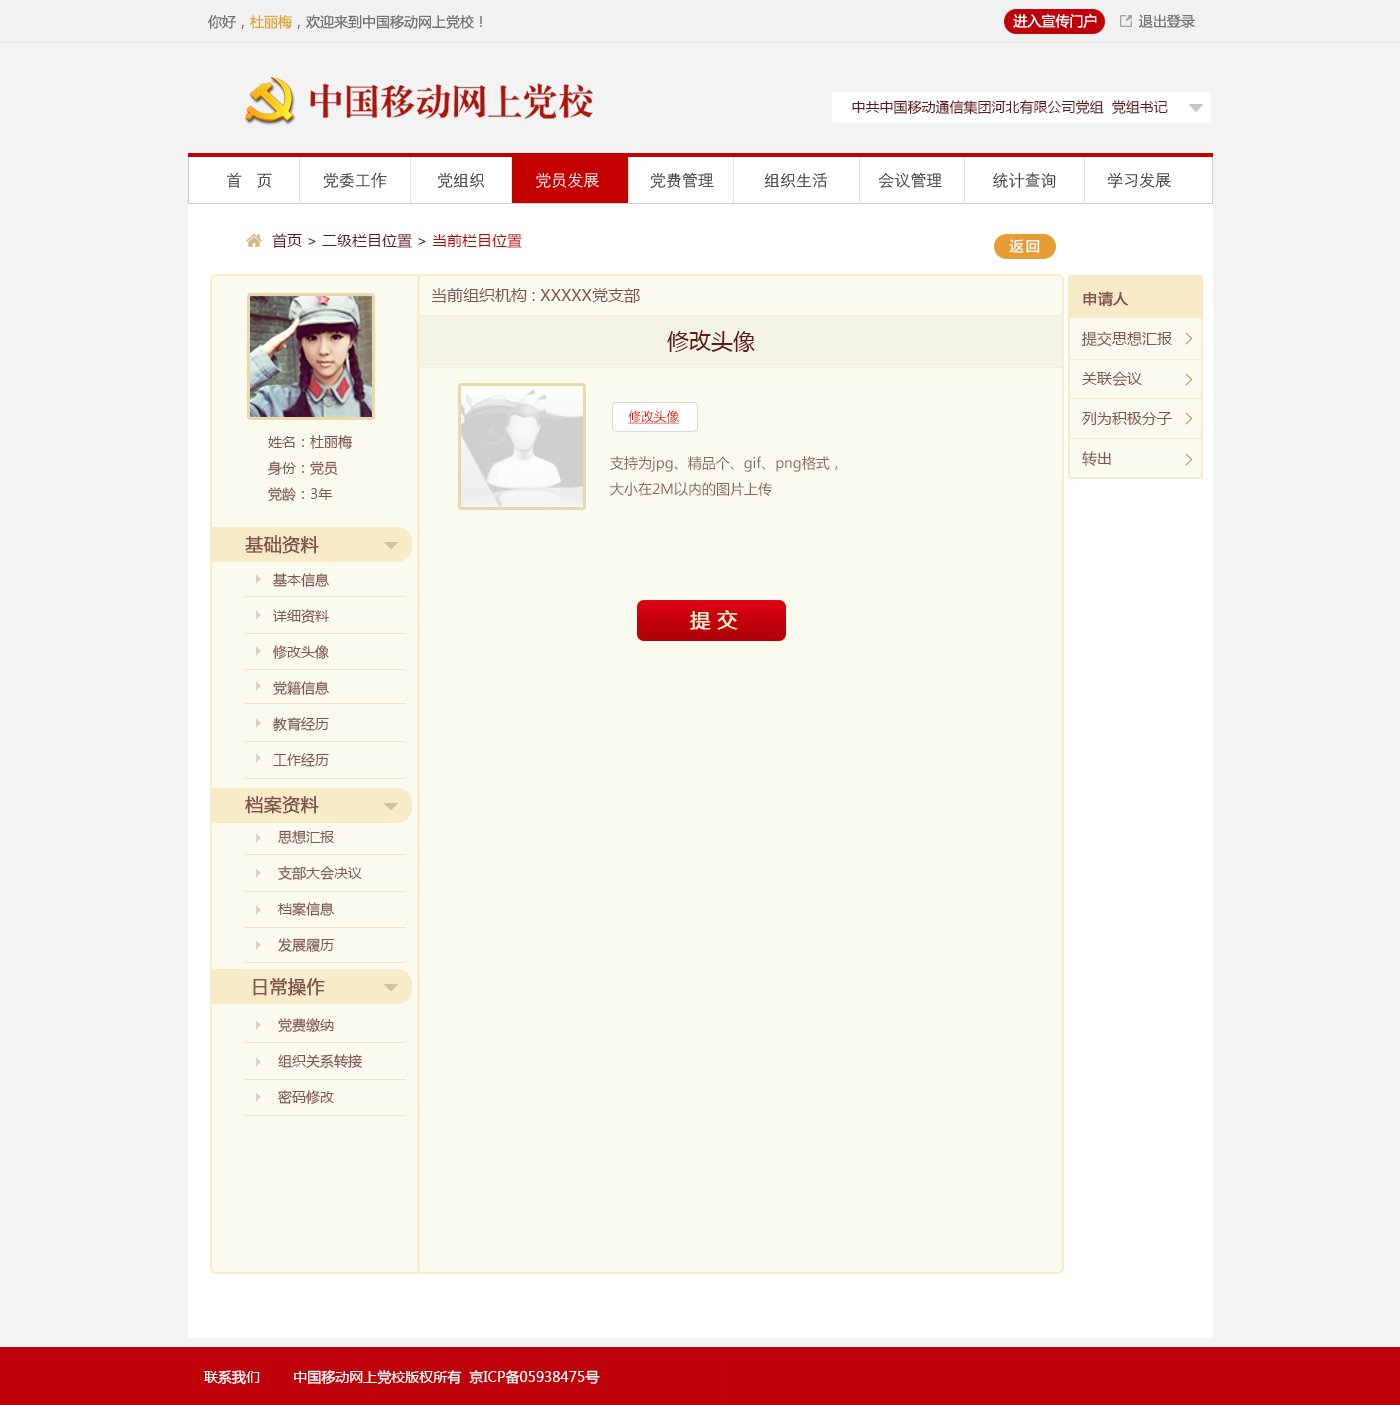 你好，杜丽梅，欢迎来到中国移动网上党校！
进入宣传门户
退出登录
中国移动网上党校
中共中国移动通信集团河北有限公司党组 党组书记
首 页
党委工作
党组织
党员发展
党费管理
组织生活
会议管理
统计查询
学习发展
首页 > 二级栏目位置 > 当前栏目位置
返回
姓名：杜丽梅
身份：党员
党龄：3年
基础资料
基本信息
详细资料
修改头像
党籍信息
教育经历
工作经历
档案资料
思想汇报
支部大会决议
档案信息
发展履历
日常操作
党费缴纳
组织关系转接
密码修改
当前组织机构：XXXXX党支部
修改头像
修改头像
支持为jpg、精品个、gif、png格式，
大小在2M以内的图片上传
提 交
申请人
提交思想汇报
关联会议
列为积极分子
转出
联系我们
中国移动网上党校版权所有 京ICP备05938475号